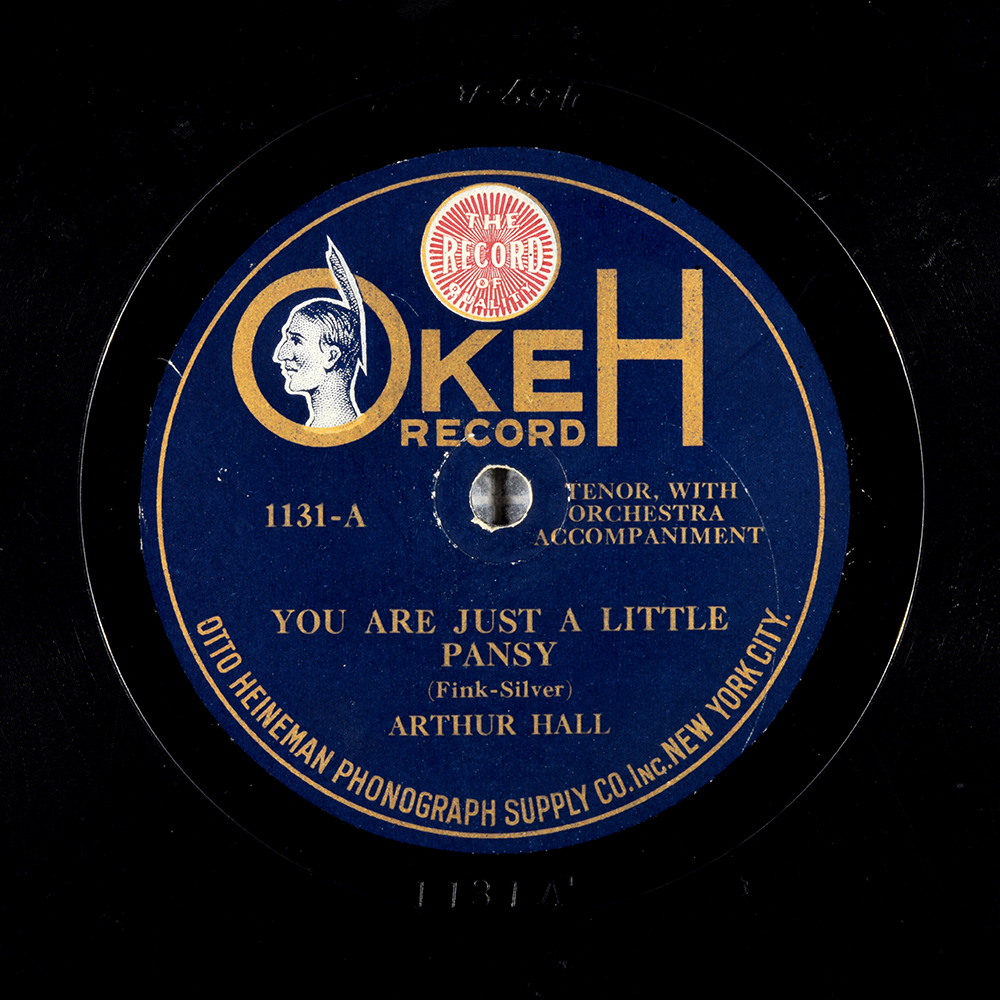 THE
RECORD
OF
QUALITY
OKEH
RECORD
1131-A
TENOR, WITH
ORCHESTRA
ACCOMPANIMENT
YOU ARE JUST A LITTLE
PANSY
(Fink-Silver)
ARTHUR HALL
OTTO HEINEMAN PHONOGRAPH SUPPLY CO. INC. NEW YORK CITY.
1131A